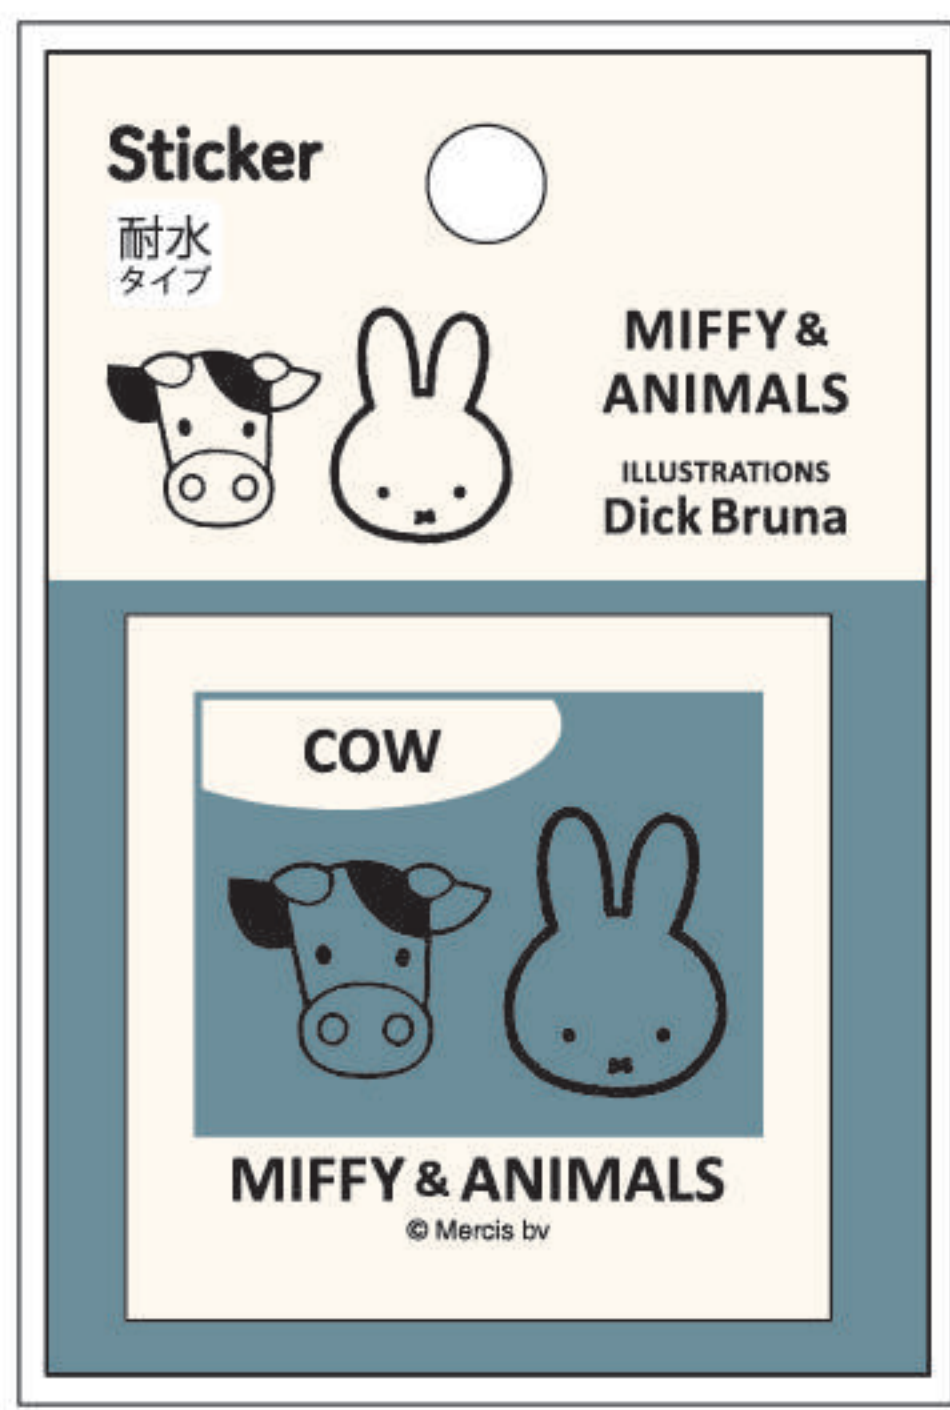 Sticker
耐水
タイプ
MIFFY &
ANIMALS
ILLUSTRATIONS
Dick Bruna
COW
MIFFY & ANIMALS
© Mercis bv